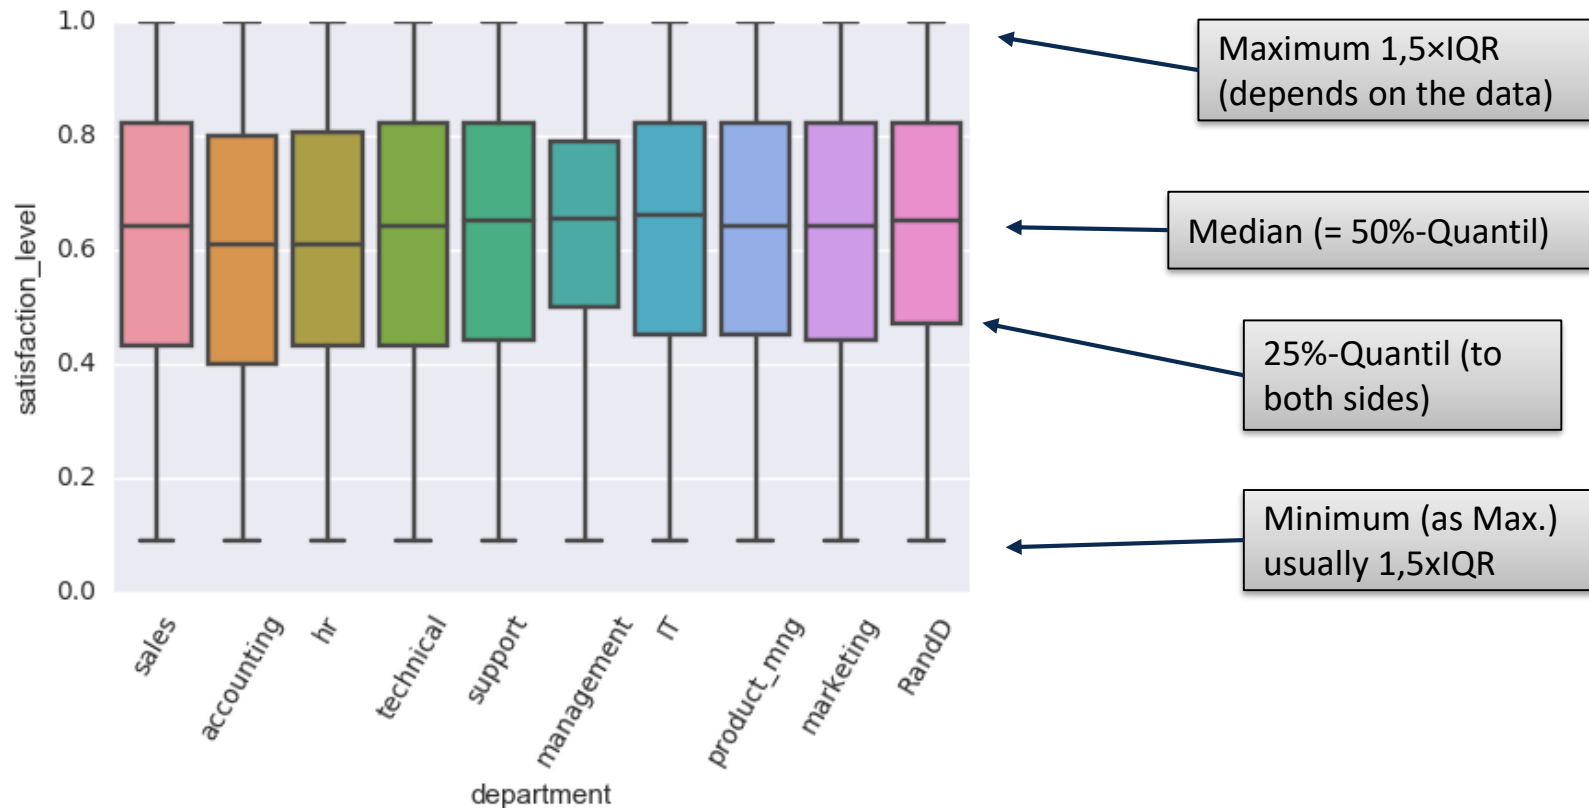 1.0
0.8
0.6
0.4
0.2
0.0
satisfaction_level
sales
accounting
hr
technical
support
management
IT
product_mng
marketing
RandD
department
Maximum 1,5×IQR
(depends on the data)
Median (= 50%-Quantil)
25%-Quantil (to
both sides)
Minimum (as Max.)
usually 1,5xIQR